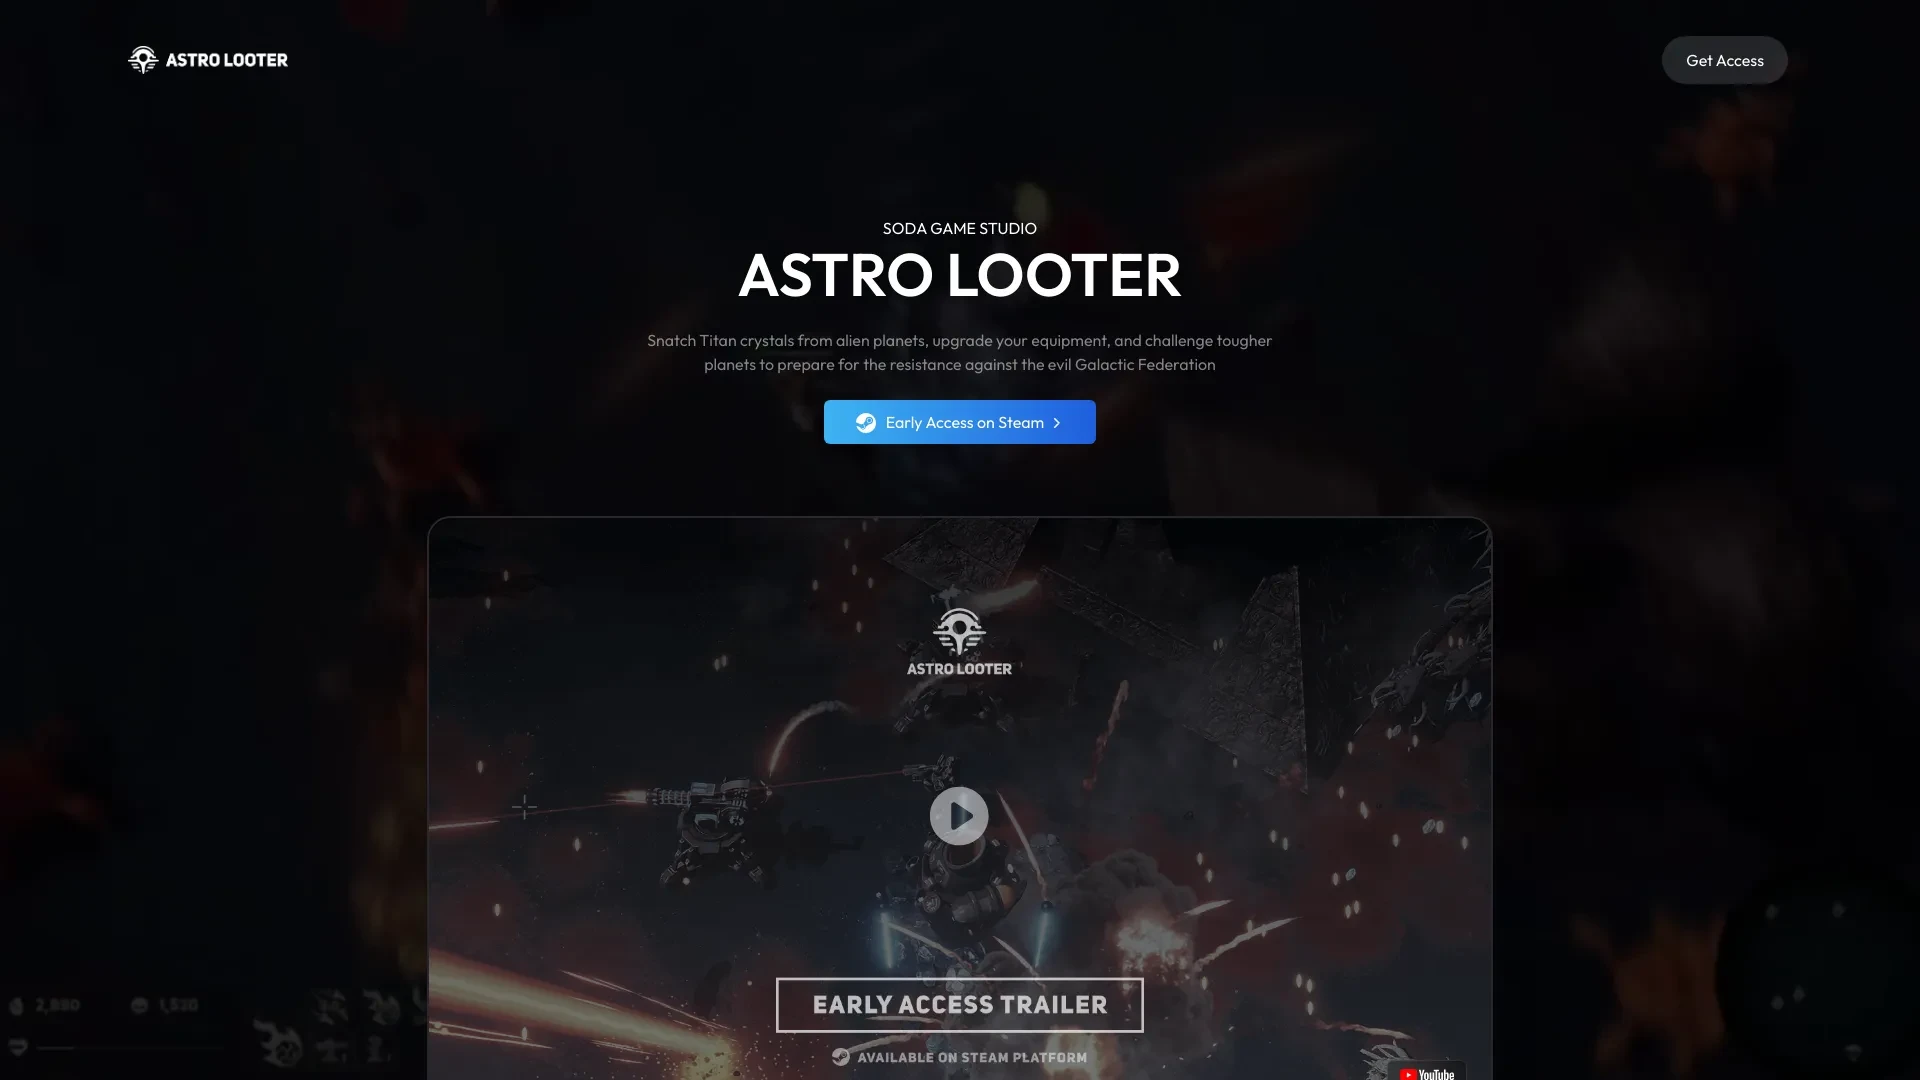 ASTRO LOOTER
Get Access
SODA GAME STUDIO
ASTRO LOOTER
Snatch Titan crystals from alien planets, upgrade your equipment, and challenge tougher
planets to prepare for the resistance against the evil Galactic Federation
Early Access on Steam
ASTRO LOOTER
EARLY ACCESS TRAILER
2,880
1,520
AVAILABLE ON STEAM PLATFORM
YouTube